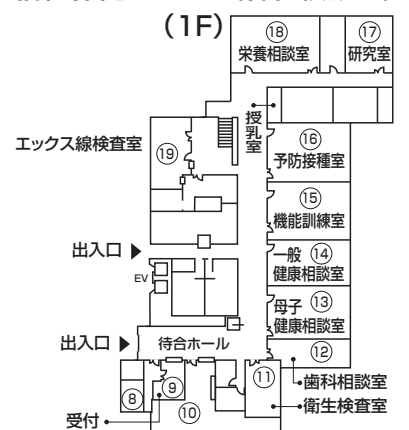 (1F)
⑱
栄養相談室
⑰
研究室
授乳室
エックス線検査室
⑲
⑯
予防接種室
⑮
機能訓練室
出入口
一般 ⑭
健康相談室
EV
母子 ⑬
健康相談室
出入口
待合ホール
⑫
⑪
歯科相談室
⑨
⑧
衛生検査室
受付
⑩